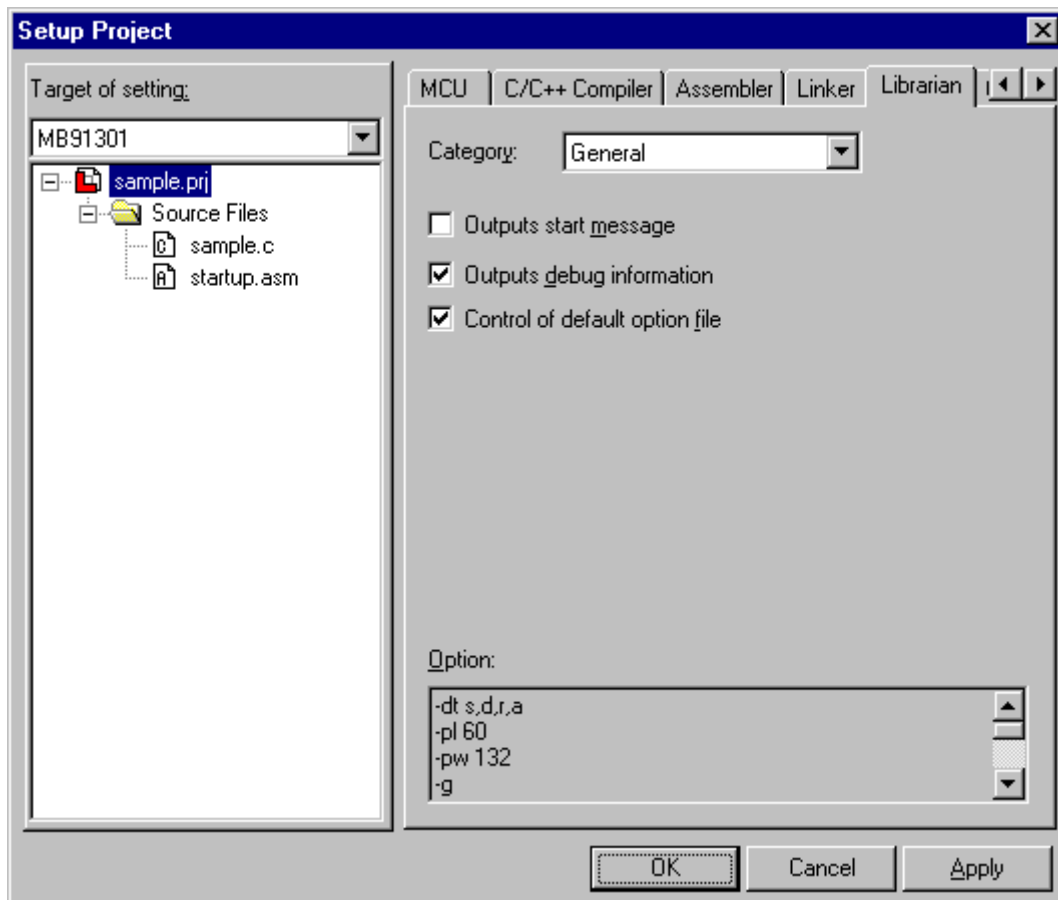 Setup Project
Target of setting:
MB91301
sample.prj
Source Files
sample.c
startup.asm
MCU
C/C++ Compiler
Assembler
Linker
Librarian
Category:
General
Outputs start message
Outputs debug information
Control of default option file
Option:
-dt s,d,r,a
-pl 60
-pw 132
-g
OK
Cancel
Apply